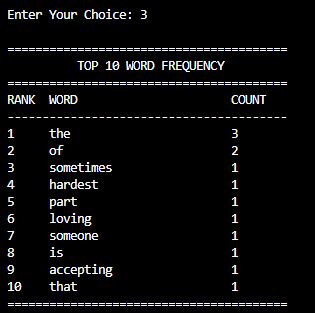 Enter Your Choice: 3
========================================
TOP 10 WORD FREQUENCY
========================================
RANK WORD COUNT
----------------------------------------
1 the 3
2 of 2
3 sometimes 1
4 hardest 1
5 part 1
6 loving 1
7 someone 1
8 is 1
9 accepting 1
10 that 1
========================================